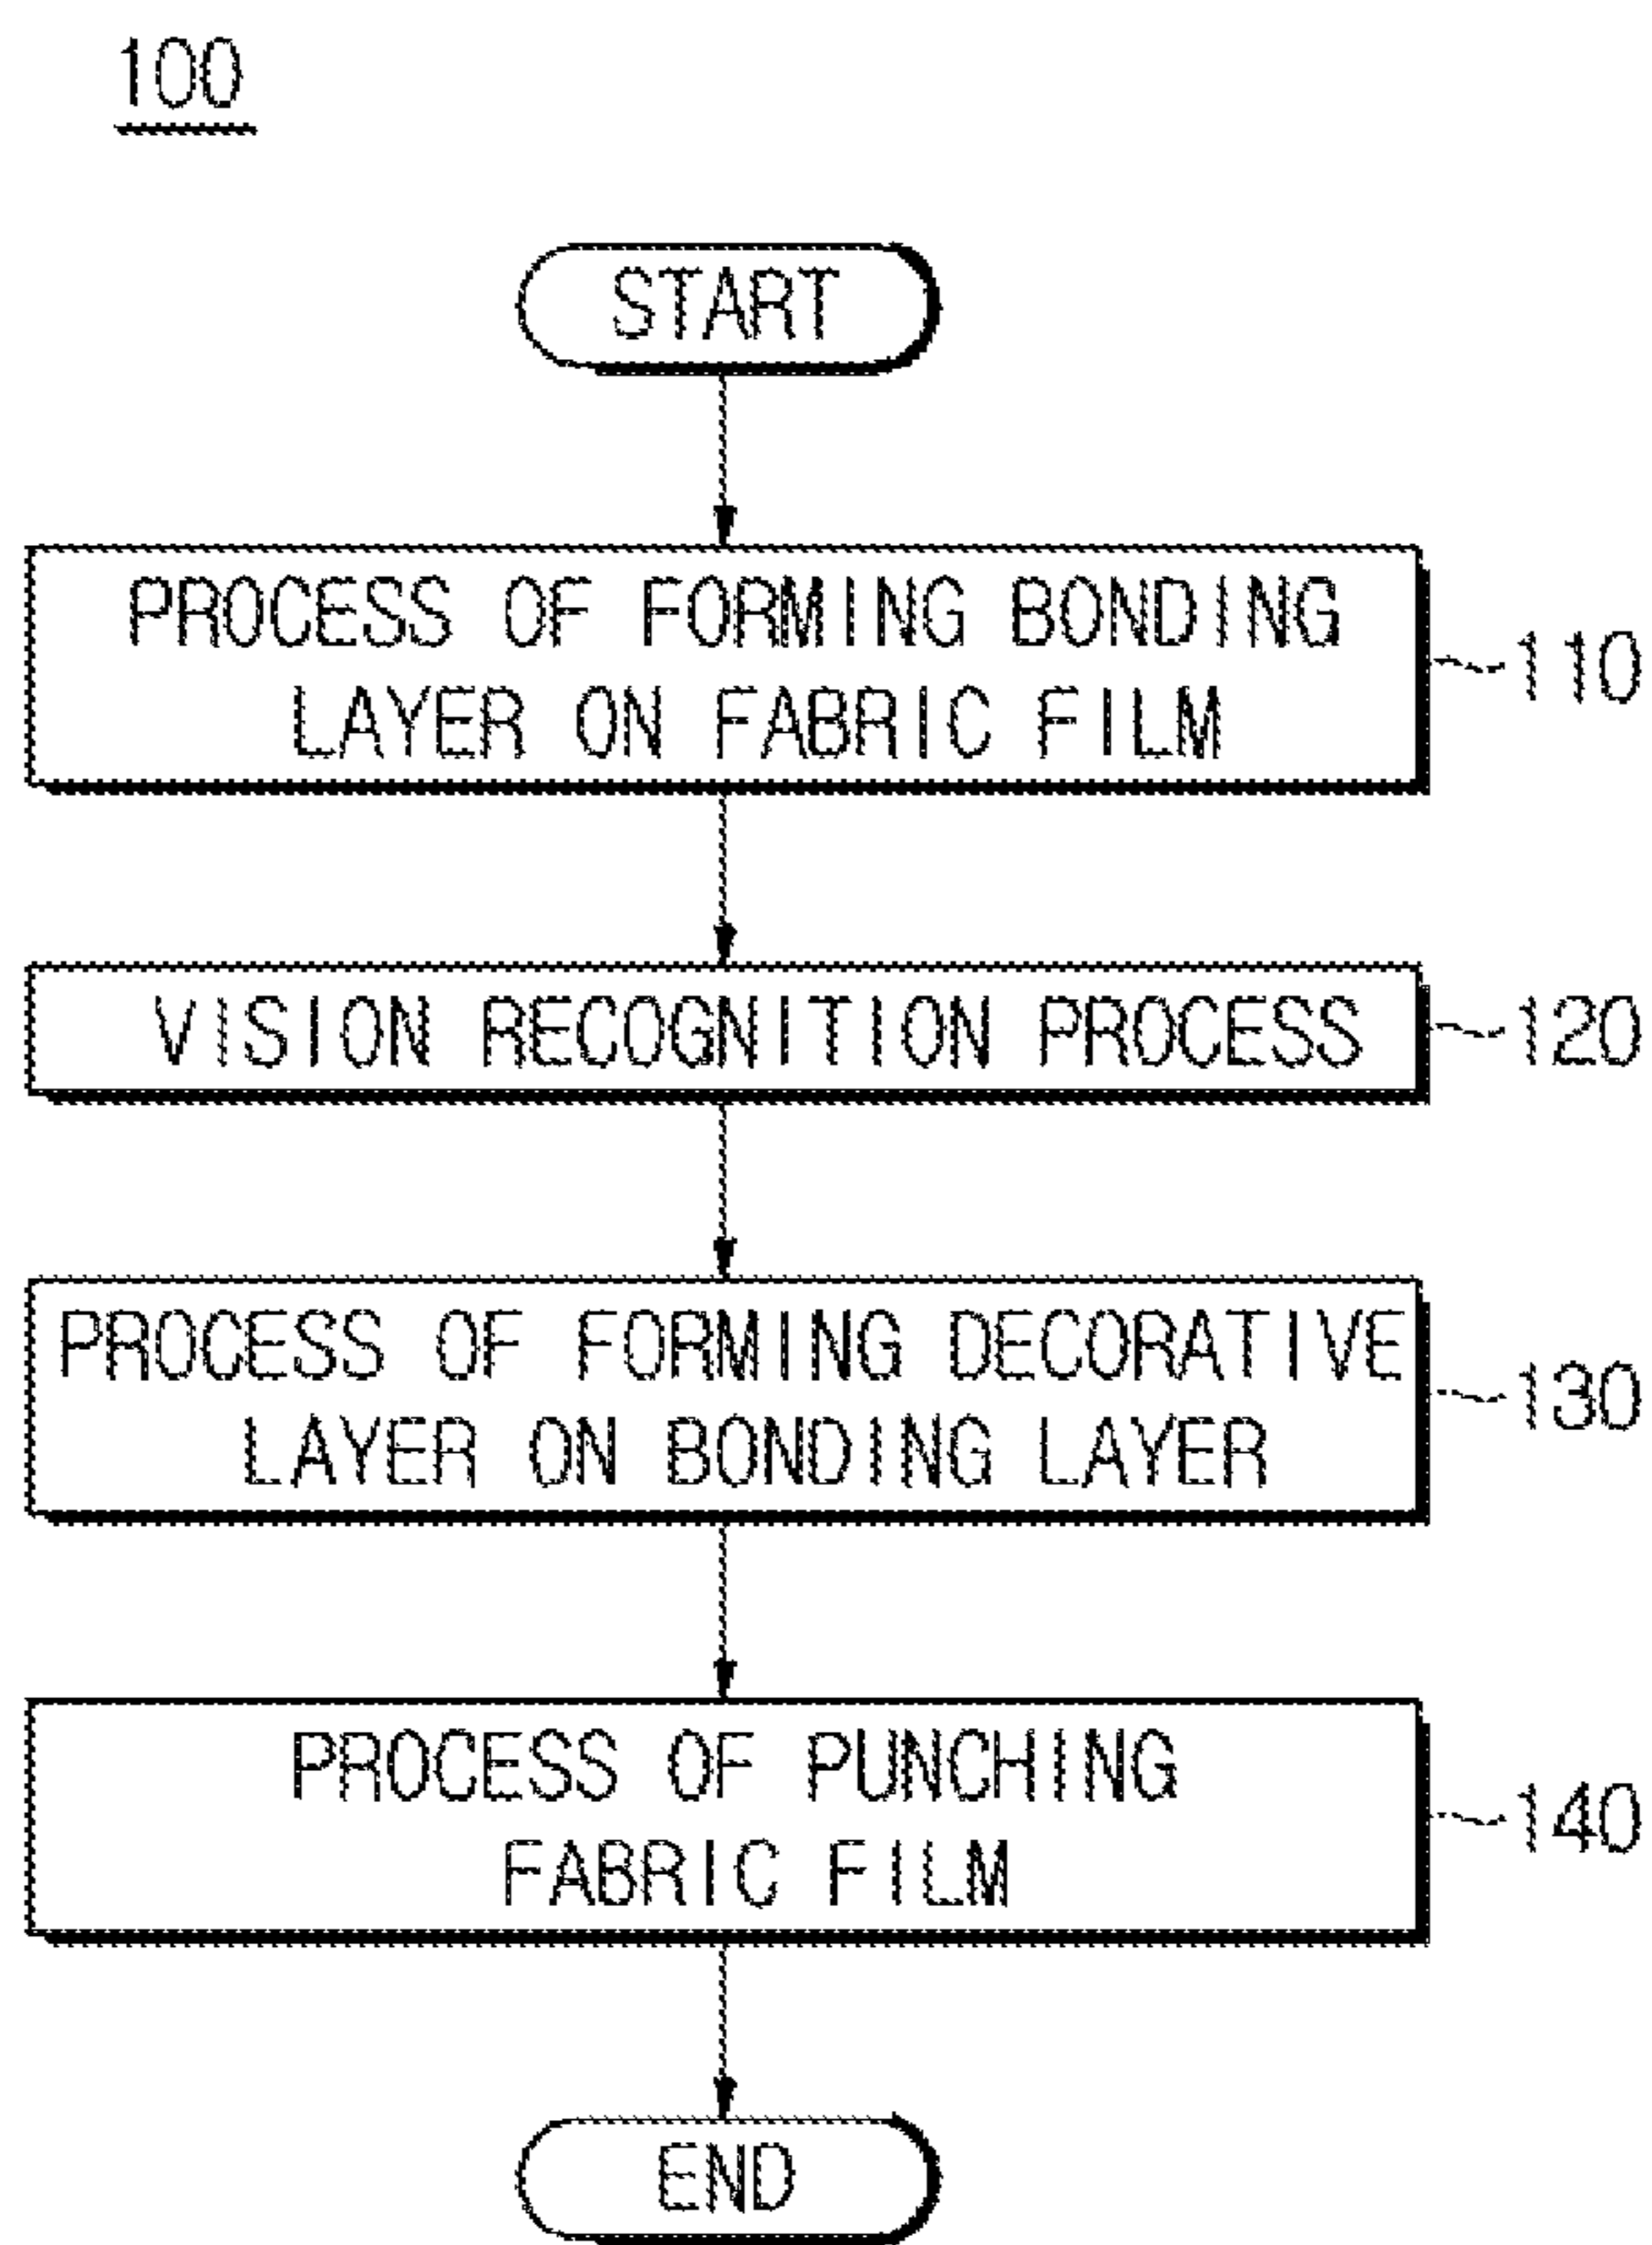 100
START
PROCESS OF FORMING BONDING
LAYER ON FABRIC FILM
110
VISION RECOGNITION PROCESS
120
PROCESS OF FORMING DECORATIVE
LAYER ON BONDING LAYER
130
PROCESS OF PUNCHING
FABRIC FILM
140
END